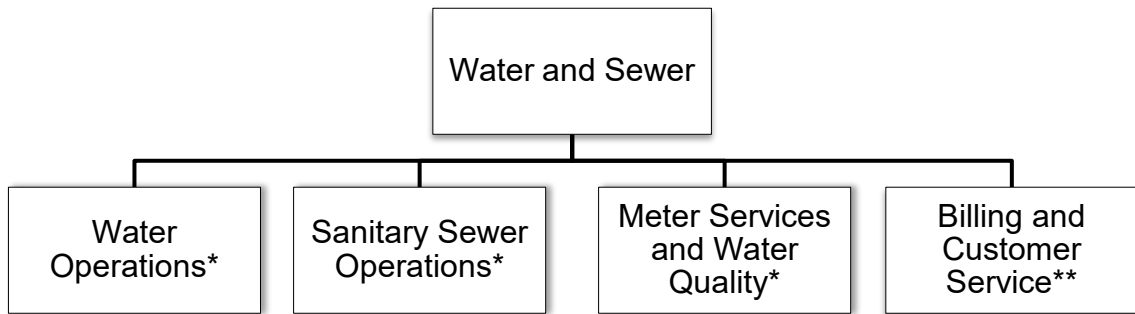 Water and Sewer
Water
Operations*
Sanitary Sewer
Operations*
Meter Services
and Water
Quality*
Billing and
Customer
Service**